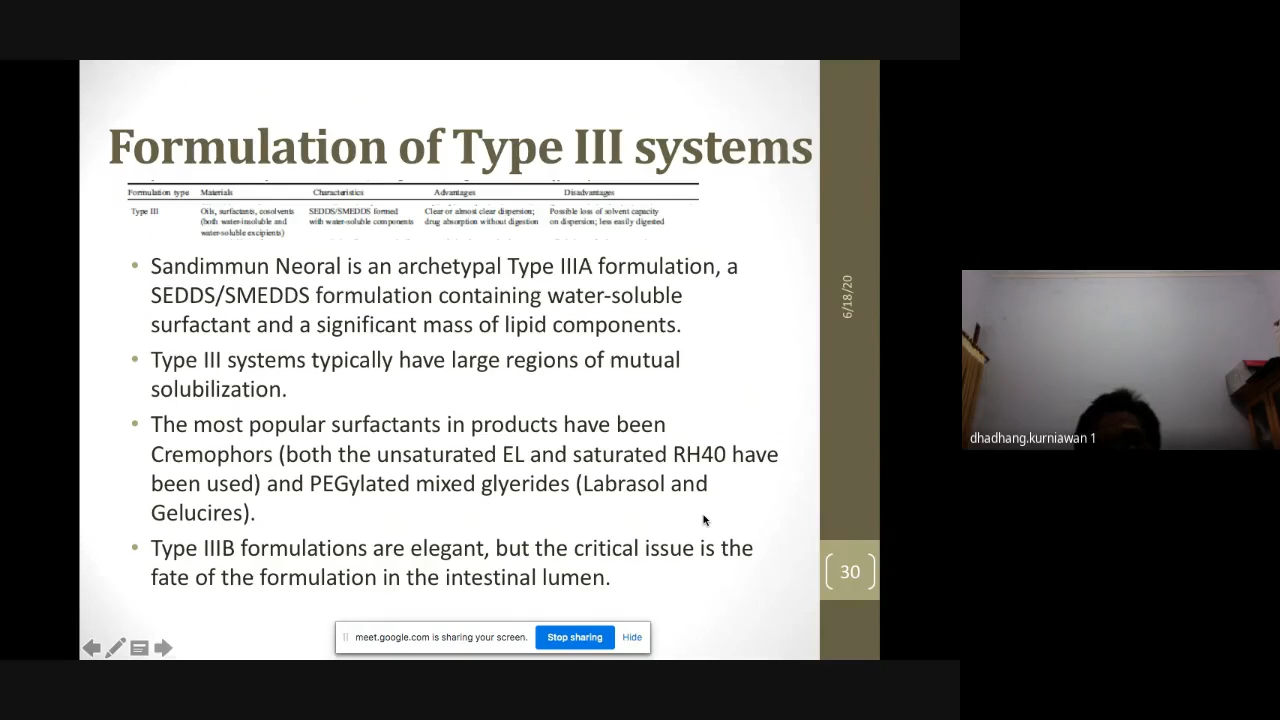 Formulation of Type III systems
Formulation type Materials Characteristics Advantages Disadvantages
Type III Oils, surfactants, cosolvents SEDDS/SMEDDS formed Clear or almost clear dispersion; Possible loss of solvent capacity
(both water-insoluble and with water-soluble components drug absorption without digestion on dispersion; less easily digested
water-soluble excipients)
• Sandimmun Neoral is an archetypal Type IIIA formulation, a
SEDDS/SMEDDS formulation containing water-soluble
surfactant and a significant mass of lipid components.
• Type III systems typically have large regions of mutual
solubilization.
• The most popular surfactants in products have been
Cremophors (both the unsaturated EL and saturated RH40 have
been used) and PEGylated mixed glyerides (Labrasol and
Gelucires).
• Type IIIB formulations are elegant, but the critical issue is the
fate of the formulation in the intestinal lumen.
6/18/20
30
meet.google.com is sharing your screen. Stop sharing Hide
dhadhang.kurniawan 1